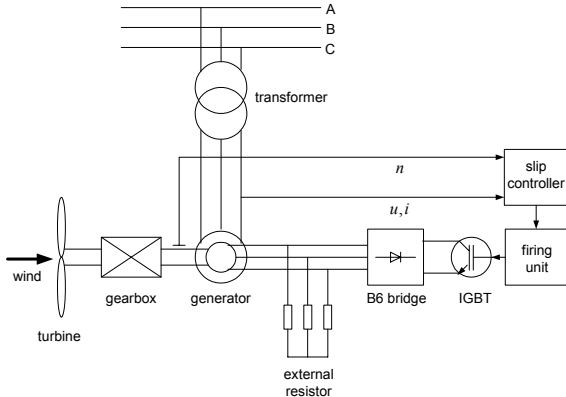 A
B
C
transformer
n
slip
controller
u,i
wind
gearbox
generator
B6 bridge
IGBT
firing
unit
turbine
external
resistor